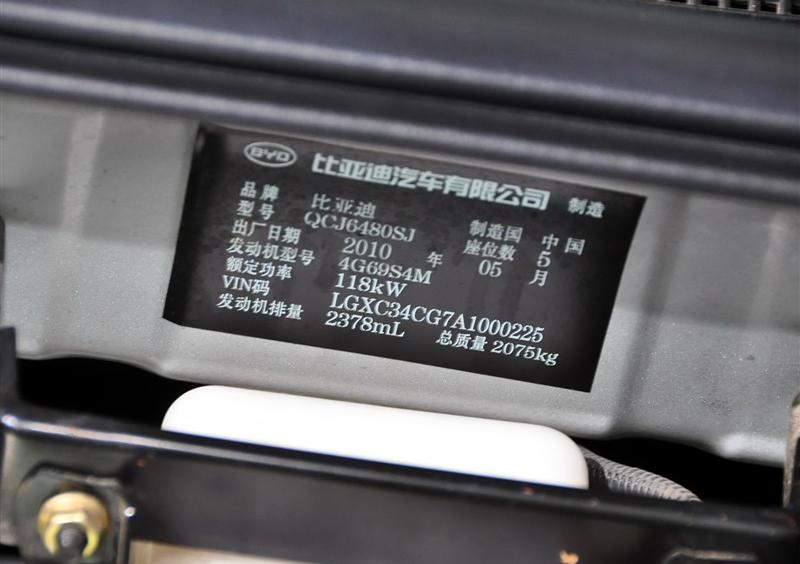 BYD 比亚迪汽车有限公司 制造
品牌 比亚迪 制造国 中国
型号 QCJ6480SJ 座位数 5
出厂日期 2010 年 05 月
发动机型号 4G69S4M
额定功率 118kW
VIN码 LGXC34CG7A1000225
发动机排量 2378mL 总质量 2075kg